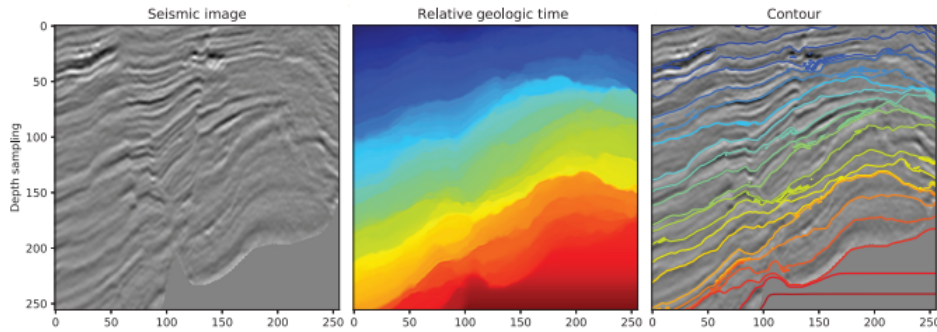 Seismic image
Relative geologic time
Contour
Depth sampling
0
50
100
150
200
250
0 50 100 150 200 250
0 50 100 150 200 250
0 50 100 150 200 250